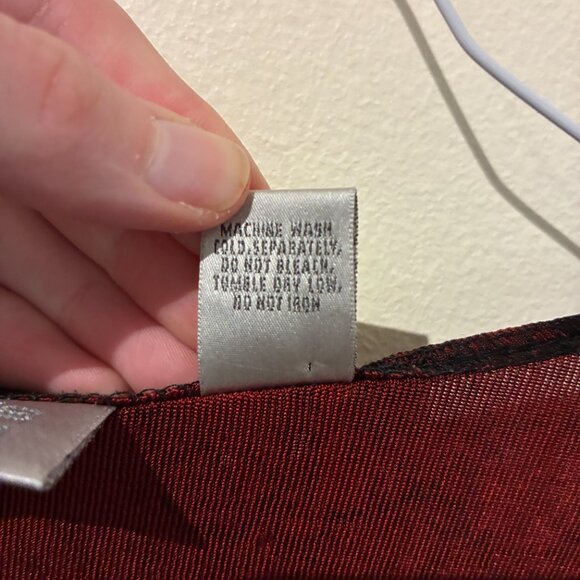 MACHINE WASH
COLD SEPARATELY,
DO NOT BLEACH,
TUMBLE DRY LOW,
DO NOT IRON